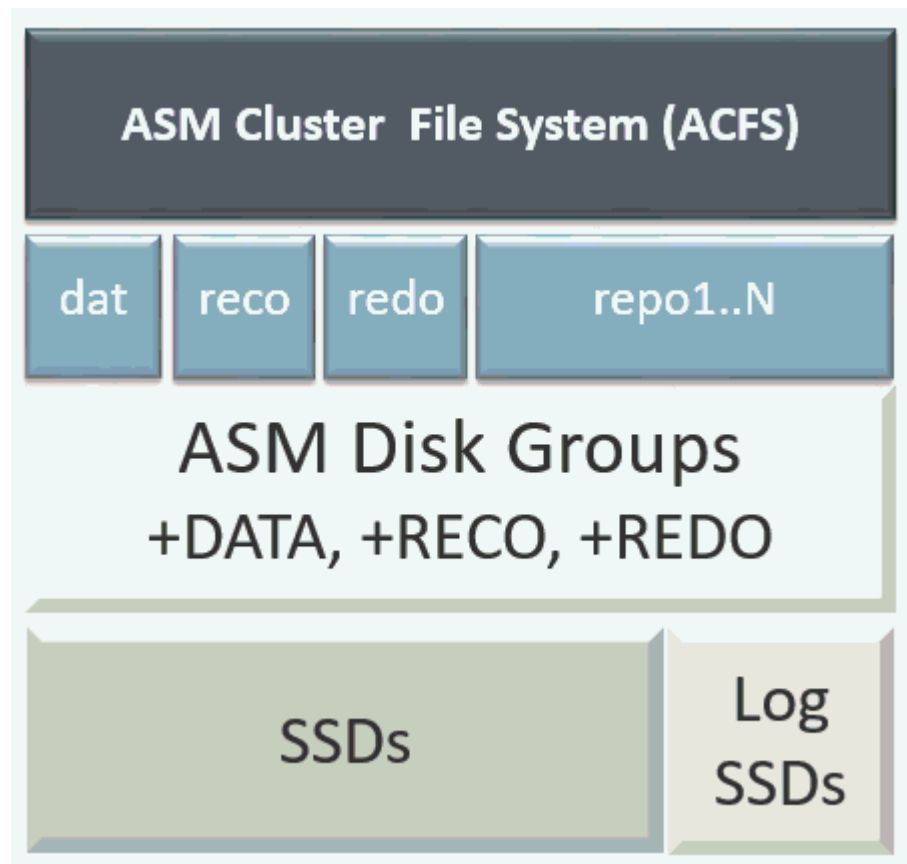 ASM Cluster File System (ACFS)
dat
reco
redo
repo1..N
ASM Disk Groups
+DATA, +RECO, +REDO
SSDs
Log
SSDs